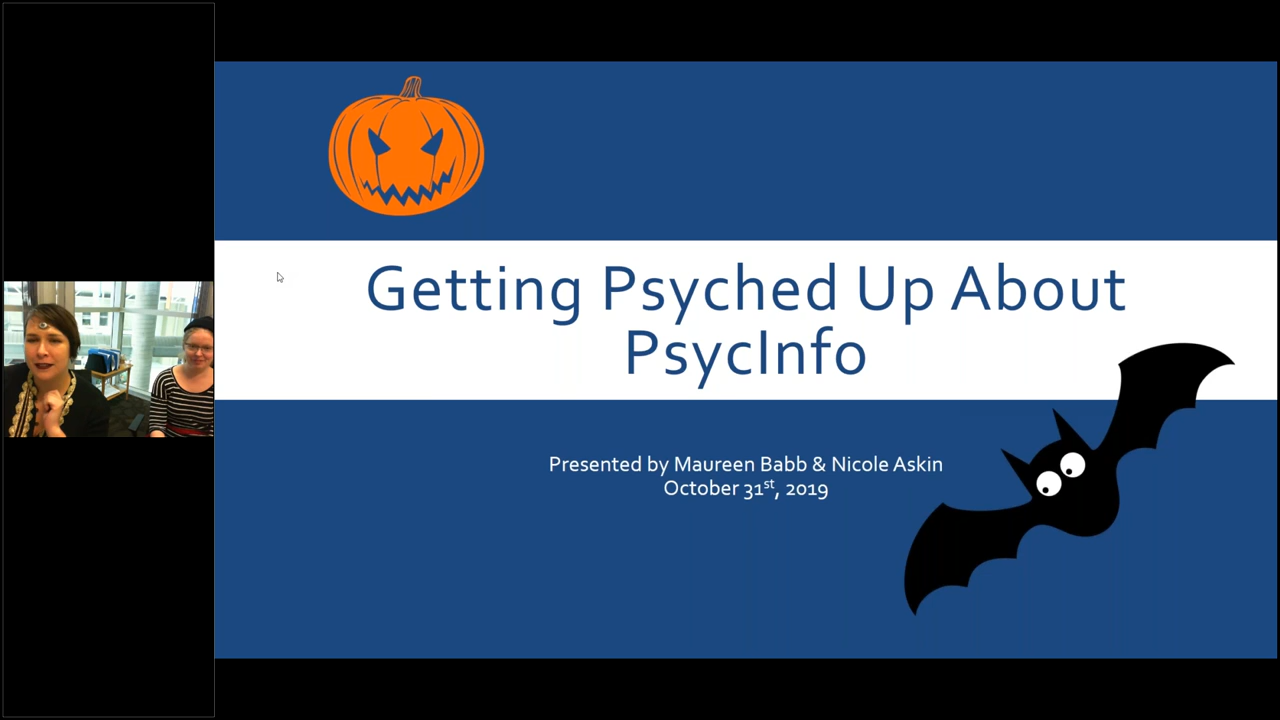 Getting Psyched Up About
PsycInfo
Presented by Maureen Babb & Nicole Askin
October 31st, 2019